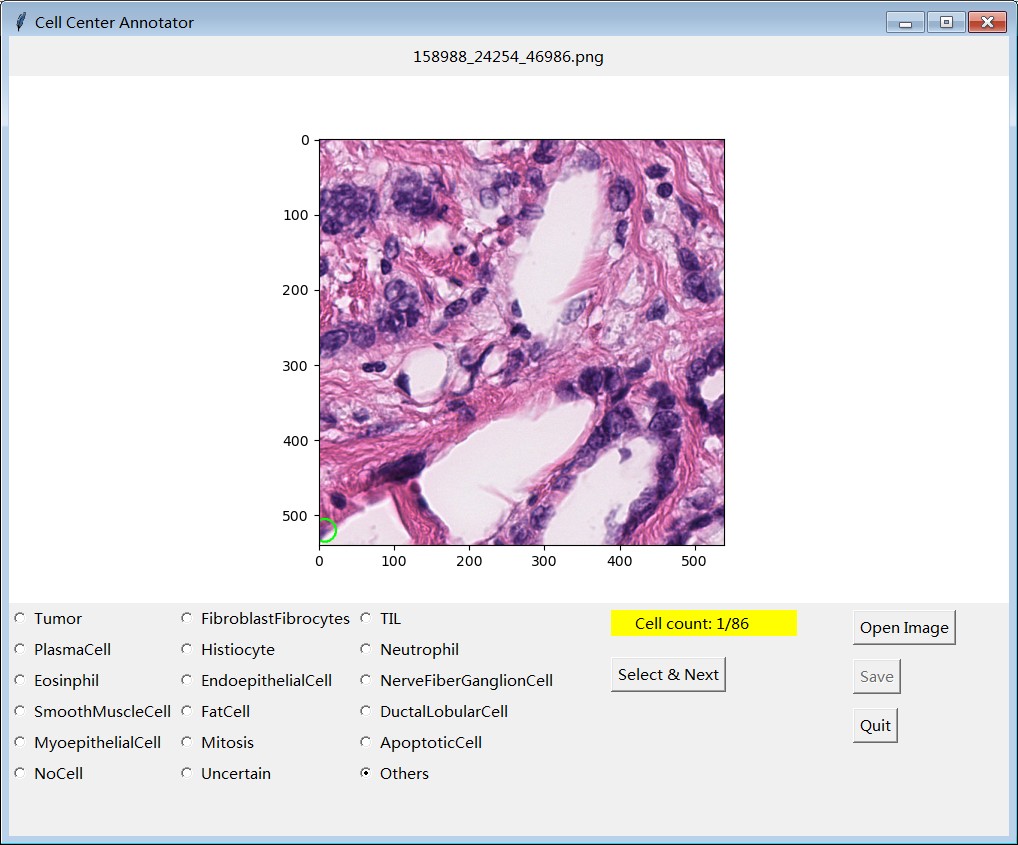 Cell Center Annotator
158988_24254_46986.png
0
100
200
300
400
500
0 100 200 300 400 500
Tumor FibroblastFibrocytes TIL Cell count: 1/86 Open Image
PlasmaCell Histiocyte Neutrophil
Eosinphil EndoepithelialCell NerveFiberGanglionCell Select & Next Save
SmoothMuscleCell FatCell DuctalLobularCell Quit
MyoepithelialCell Mitosis ApoptoticCell
NoCell Uncertain Others